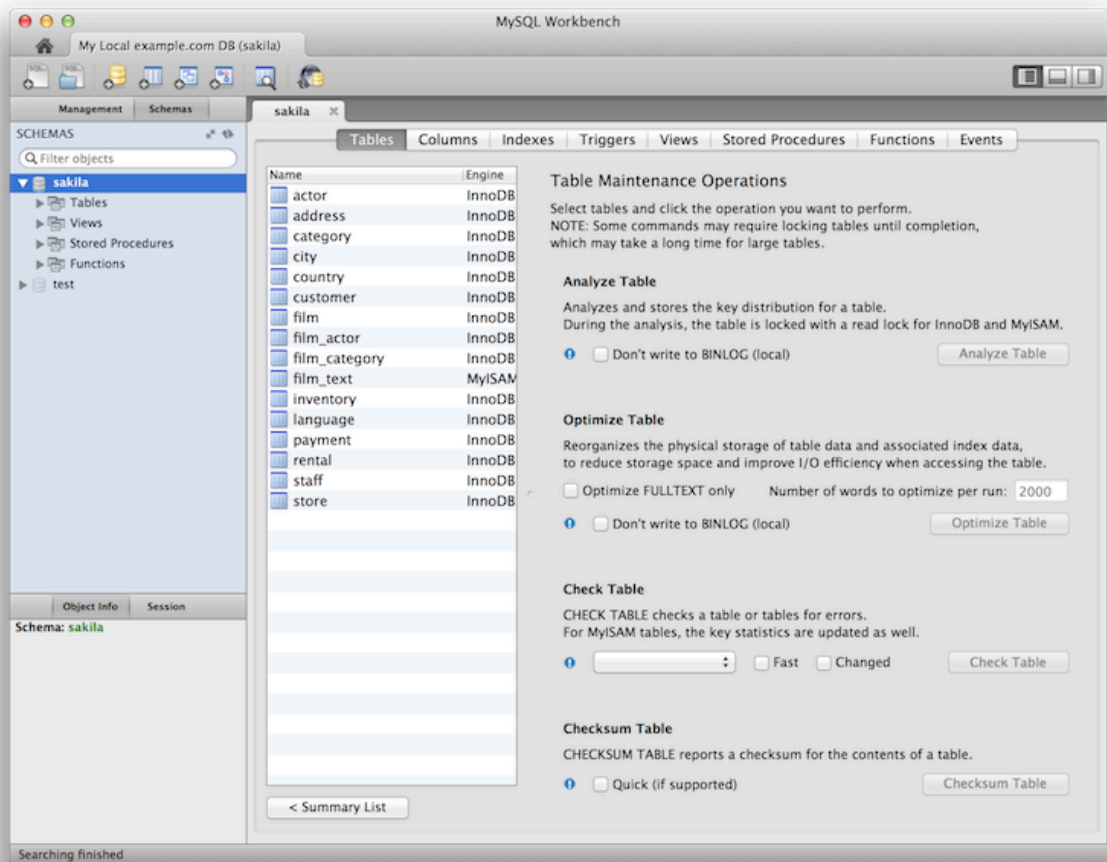 MySQL Workbench
My Local example.com DB (sakila)
SQL SQL
Management Schemas
sakila
SCHEMAS
Filter objects
sakila
Tables
Views
Stored Procedures
Functions
test
Tables Columns Indexes Triggers Views Stored Procedures Functions Events
Name Engine
actor InnoDB
address InnoDB
category InnoDB
city InnoDB
country InnoDB
customer InnoDB
film InnoDB
film_actor InnoDB
film_category InnoDB
film_text MyISAM
inventory InnoDB
language InnoDB
payment InnoDB
rental InnoDB
staff InnoDB
store InnoDB
< Summary List
Table Maintenance Operations
Select tables and click the operation you want to perform.
NOTE: Some commands may require locking tables until completion,
which may take a long time for large tables.
Analyze Table
Analyzes and stores the key distribution for a table.
During the analysis, the table is locked with a read lock for InnoDB and MyISAM.
Don't write to BINLOG (local) Analyze Table
Optimize Table
Reorganizes the physical storage of table data and associated index data,
to reduce storage space and improve I/O efficiency when accessing the table.
Optimize FULLTEXT only Number of words to optimize per run: 2000
Don't write to BINLOG (local) Optimize Table
Check Table
CHECK TABLE checks a table or tables for errors.
For MyISAM tables, the key statistics are updated as well.
Fast Changed Check Table
Checksum Table
CHECKSUM TABLE reports a checksum for the contents of a table.
Quick (if supported) Checksum Table
Object Info Session
Schema: sakila
Searching finished